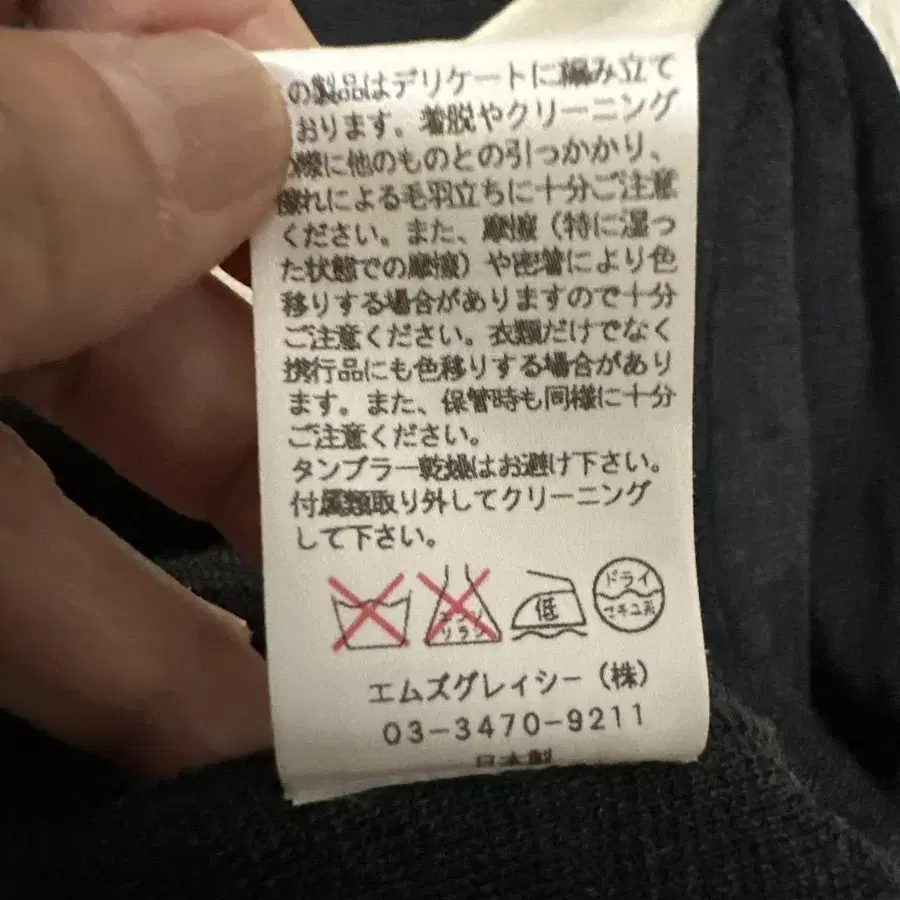 の製品はデリケートに編み立て
おります。着脱やクリーニング
の際に他のものとの引っかかり、
擦れによる毛羽立ちに十分ご注意
ください。また、摩擦（特に湿っ
た状態での摩擦）や密着により色
移りする場合がありますので十分
ご注意ください。衣類だけでなく
携行品にも色移りする場合があり
ます。また、保管時も同様に十分
ご注意ください。
タンブラー乾燥はお避け下さい。
付属類取り外してクリーニング
して下さい。
エンソ
サラシ
低
ドライ
セキユ系
エムズグレイシー（株）
03-3470-9211
日本製